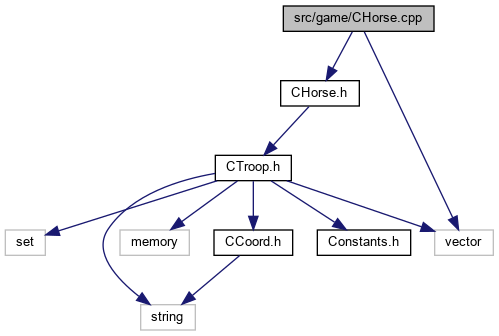 src/game/CHorse.cpp
CHorse.h
CTroop.h
set
memory
CCoord.h
Constants.h
vector
string